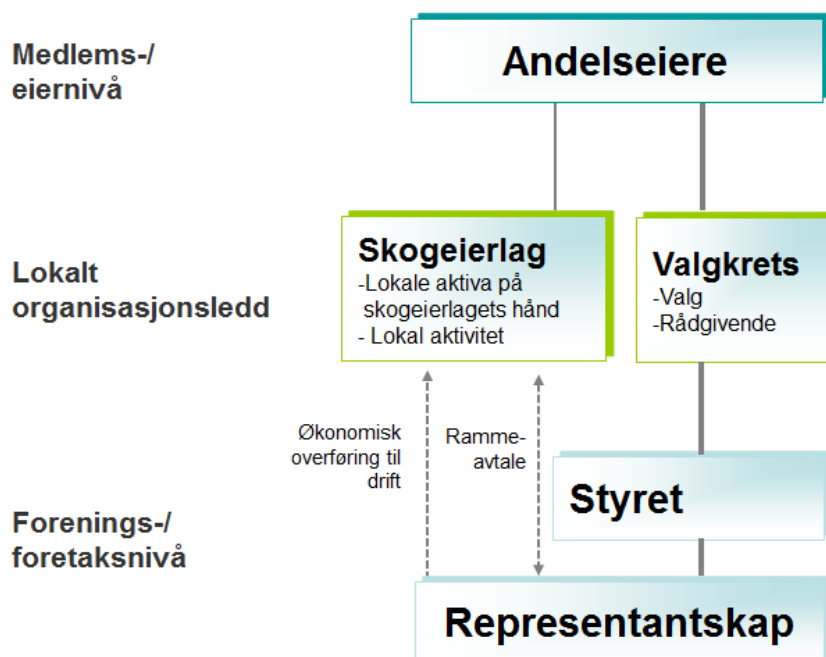 Medlems-/
eiernivå
Andelseiere
Lokalt
organisasjonsledd
Skogeierlag
-Lokale aktiva på
skogeierlagets hånd
- Lokal aktivitet
Valgkrets
-Valg
-Rådgivende
Økonomisk
overføring til
drift
Ramme-
avtale
Forenings-/
foretaksnivå
Styret
Representantskap